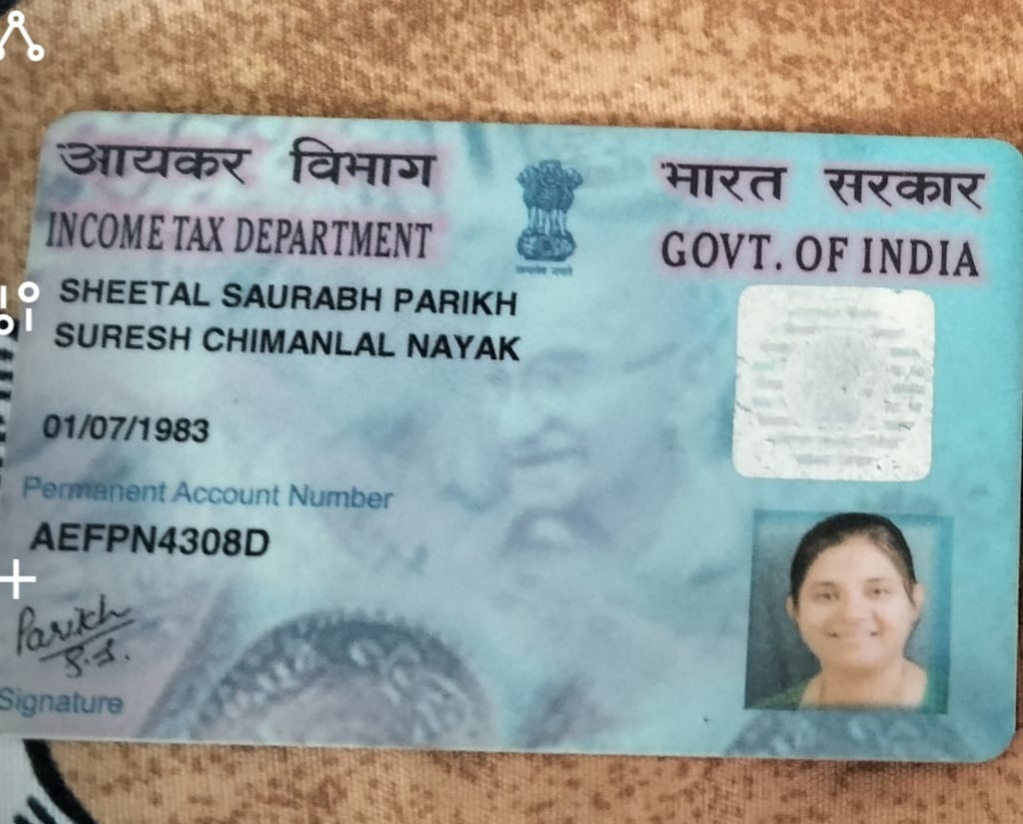 आयकर विभाग
INCOME TAX DEPARTMENT
भारत सरकार
GOVT. OF INDIA
SHEETAL SAURABH PARIKH
SURESH CHIMANLAL NAYAK
01/07/1983
Permanent Account Number
AEFPN4308D
Parikh
S.S.
Signature